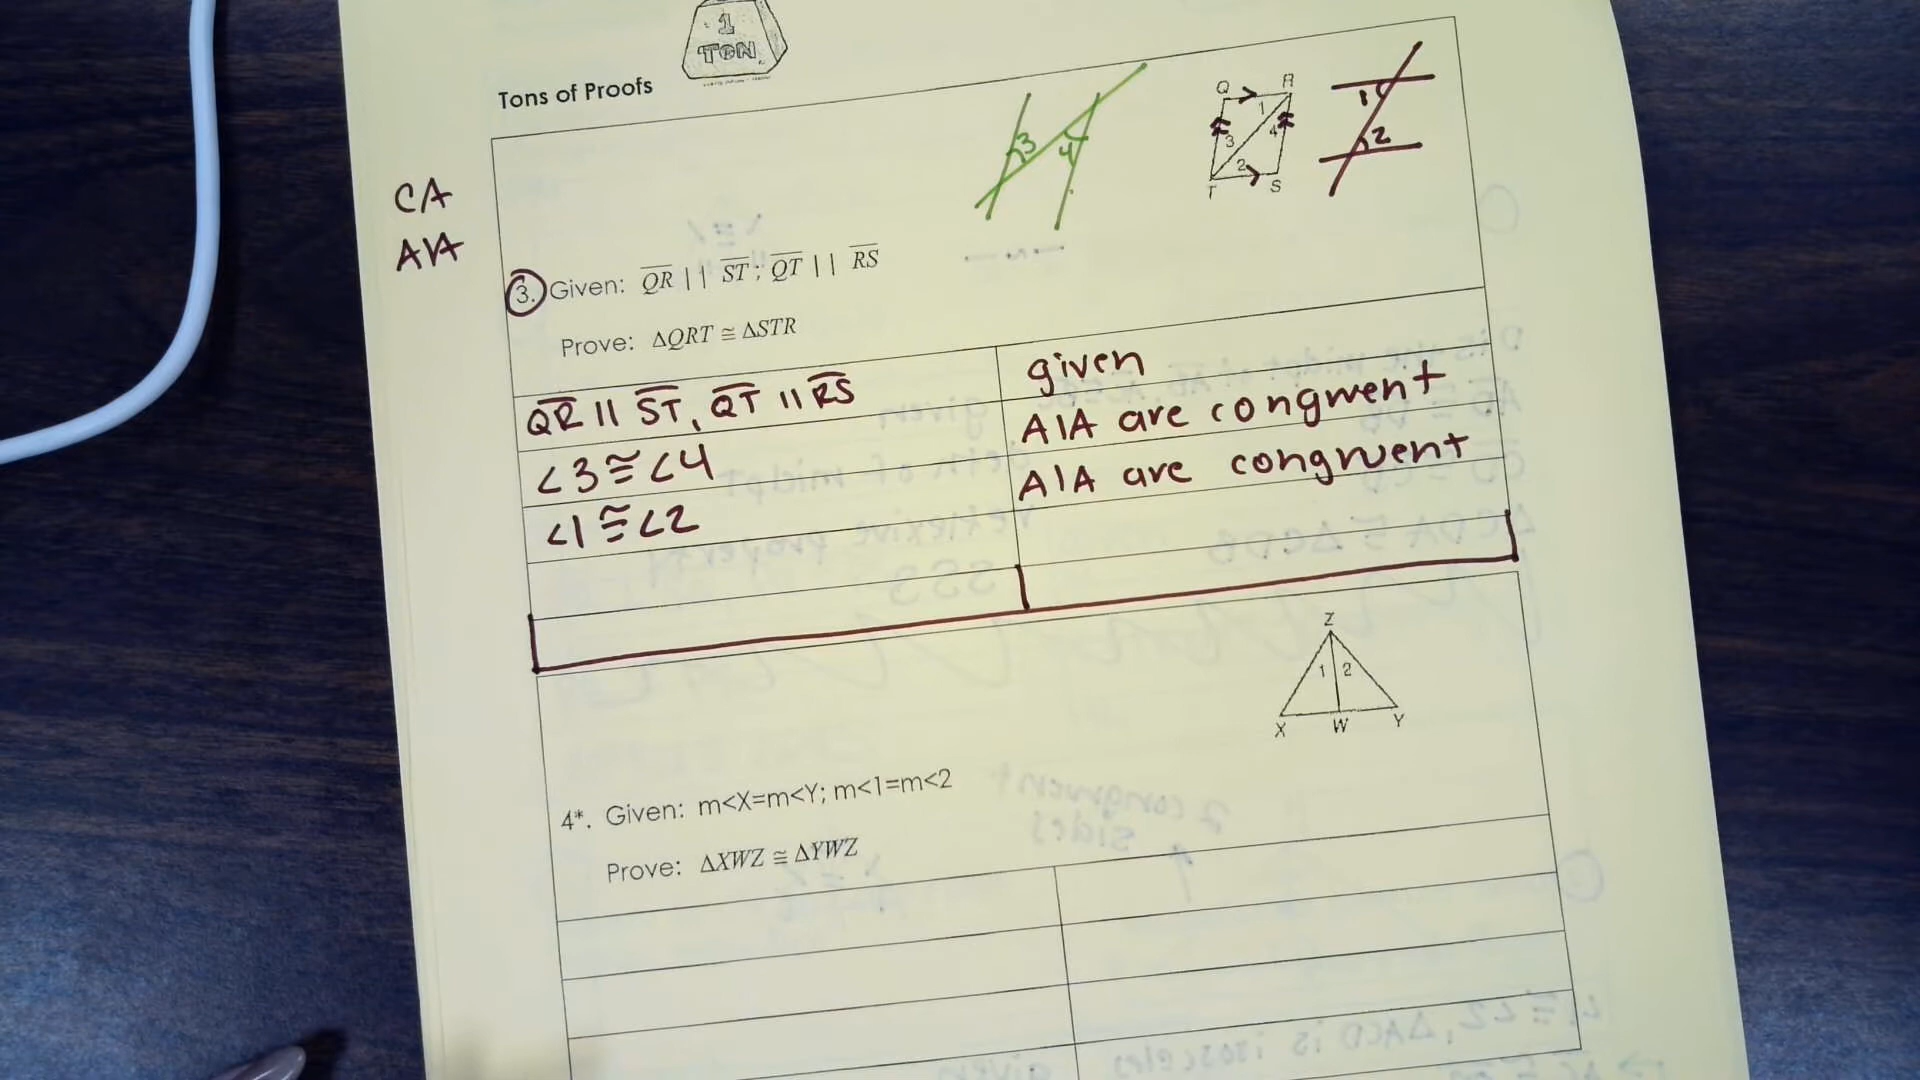 1
TON
Tons of Proofs
CA
AIA
3 4
Q R
1
3 4
2
T S
1
2
3. Given: QR || ST; QT || RS
Prove: ΔQRT ≅ ΔSTR
QR || ST, QT || RS given
<3 ≅ <4 AIA are congruent
<1 ≅ <2 AIA are congruent
Z
1 2
X W Y
4*. Given: m<X=m<Y; m<1=m<2
Prove: ΔXWZ ≅ ΔYWZ